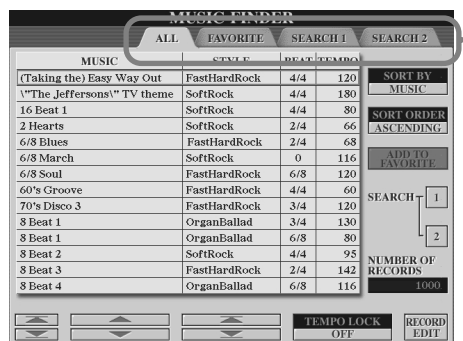 MUSIC FINDER
ALL FAVORITE SEARCH 1 SEARCH 2
MUSIC STYLE BEAT TEMPO
(Taking the) Easy Way Out FastHardRock 4/4 120
\"The Jeffersons\" TV theme SoftRock 4/4 180
16 Beat 1 SoftRock 4/4 80
2 Hearts SoftRock 2/4 66
6/8 Blues FastHardRock 2/4 68
6/8 March SoftRock 0 116
6/8 Soul FastHardRock 6/8 120
60's Groove FastHardRock 4/4 60
70's Disco 3 FastHardRock 3/4 120
8 Beat 1 OrganBallad 3/4 130
8 Beat 1 OrganBallad 6/8 80
8 Beat 2 SoftRock 4/4 95
8 Beat 3 FastHardRock 2/4 142
8 Beat 4 OrganBallad 6/8 116
SORT BY
MUSIC
SORT ORDER
ASCENDING
ADD TO
FAVORITE
SEARCH 1
2
NUMBER OF
RECORDS
1000
TEMPO LOCK
OFF
RECORD
EDIT